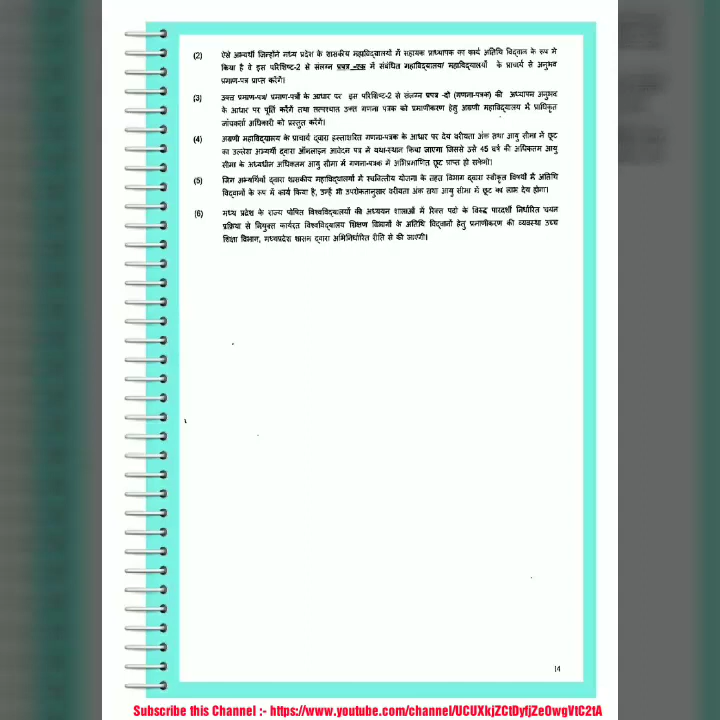 (2) ऐसे अभ्यर्थी जिन्होंने मध्य प्रदेश के शासकीय महाविद्यालयों में सहायक प्राध्यापक का कार्य अतिथि विद्वान के रूप में
किया है वे इस परिशिष्ट-2 से संलग्न प्रपत्र -एक में संबंधित महाविद्यालय/ महाविद्यालयों के प्राचार्य से अनुभव
प्रमाण-पत्र प्राप्त करेंगे।
(3) उक्त प्रमाण-पत्र/ प्रमाण-पत्रों के आधार पर इस परिशिष्ट-2 से संलग्न प्रपत्र -दो (गणना-पत्रक) की अध्यापन अनुभव
के आधार पर पूर्ति करेंगे तथा तत्पश्चात उक्त गणना पत्रक को प्रमाणीकरण हेतु अग्रणी महाविद्यालय में प्राधिकृत
जांचकर्ता अधिकारी को प्रस्तुत करेंगे।
(4) अग्रणी महाविद्यालय के प्राचार्य द्वारा हस्ताक्षरित गणना-पत्रक के आधार पर देय वरीयता अंक तथा आयु सीमा में छूट
का उल्लेख अभ्यर्थी द्वारा ऑनलाइन आवेदन पत्र में यथा-स्थान किया जाएगा जिससे उसे 45 वर्ष की अधिकतम आयु
सीमा के अध्यधीन अधिकतम आयु सीमा में गणना-पत्रक में अभिप्रमाणित छूट प्राप्त हो सकेगी।
(5) जिन अभ्यर्थियों द्वारा शासकीय महाविद्यालयों में स्ववित्तीय योजना के तहत विभाग द्वारा स्वीकृत विषयों में अतिथि
विद्वानों के रूप में कार्य किया है, उन्हें भी उपरोक्तानुसार वरीयता अंक तथा आयु सीमा में छूट का लाभ देय होगा।
(6) मध्य प्रदेश के राज्य पोषित विश्वविद्यालयों की अध्ययन शालाओं में रिक्त पदों के विरुद्ध पारदर्शी निर्धारित चयन
प्रक्रिया से नियुक्त कार्यरत विश्वविद्यालय शिक्षण विभागों के अतिथि विद्वानों हेतु प्रमाणीकरण की व्यवस्था उच्च
शिक्षा विभाग, मध्यप्रदेश शासन द्वारा अभिनिर्धारित रीति से की जाएगी।
14
Subscribe this Channel :- https://www.youtube.com/channel/UCUXkjZCtDyfjZeOwgVtC2tA